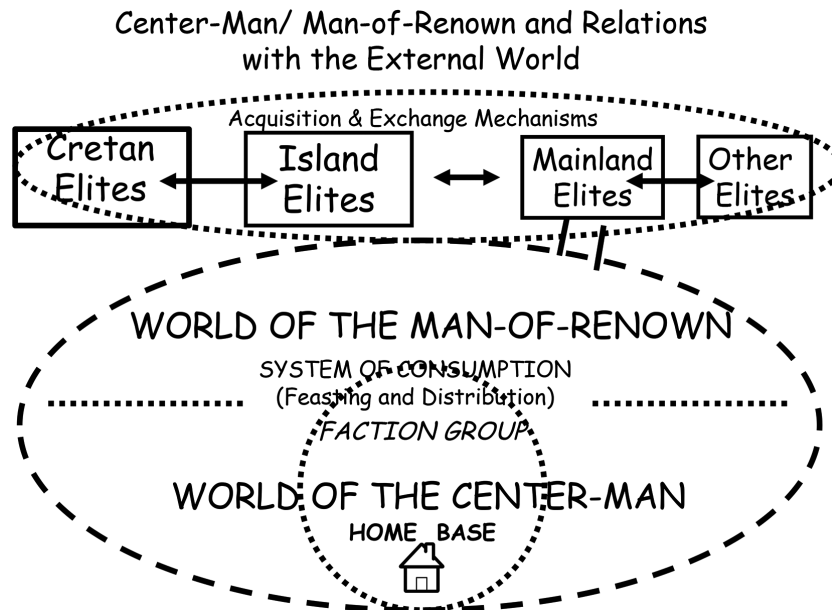 Center-Man/ Man-of-Renown and Relations
with the External World
Acquisition & Exchange Mechanisms
Cretan
Elites
Island
Elites
Mainland
Elites
Other
Elites
WORLD OF THE MAN-OF-RENOWN
SYSTEM OF CONSUMPTION
(Feasting and Distribution)
FACTION GROUP
WORLD OF THE CENTER-MAN
HOME BASE